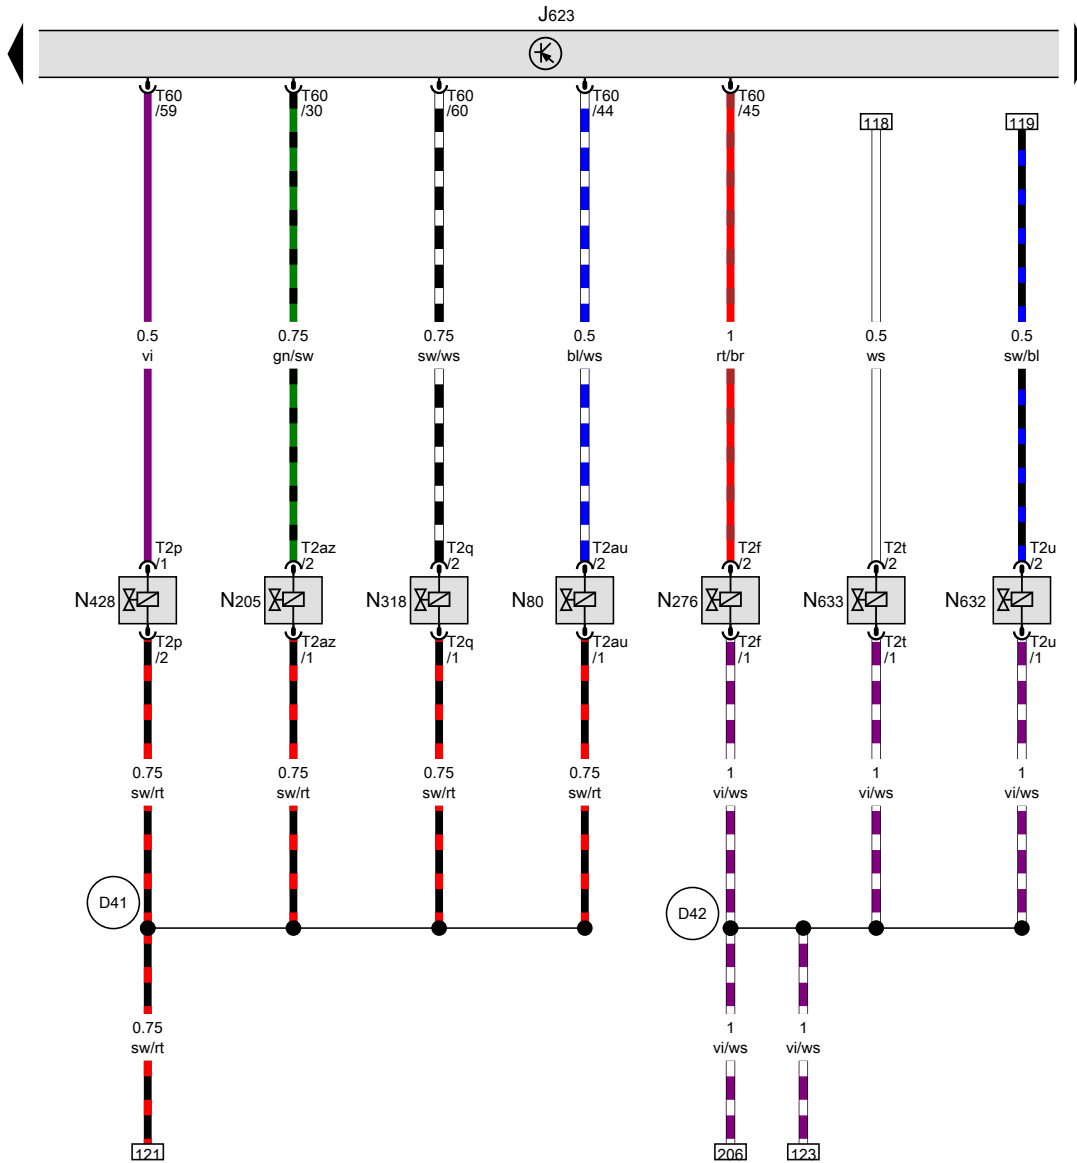 J623
T60 T60 T60 T60 T60
/59 /30 /60 /44 /45
118 119
0.5 0.75 0.75 0.5 1 0.5 0.5
vi gn/sw sw/ws bl/ws rt/br ws sw/bl
T2p T2az T2q T2au T2f T2t T2u
/1 /2 /2 /2 /2 /2 /2
N428 N205 N318 N80 N276 N633 N632
T2p T2az T2q T2au T2f T2t T2u
/2 /1 /1 /1 /1 /1 /1
0.75 0.75 0.75 0.75 1 1 1
sw/rt sw/rt sw/rt sw/rt vi/ws vi/ws vi/ws
D41 D42
0.75 1 1
sw/rt vi/ws vi/ws
121 206 123